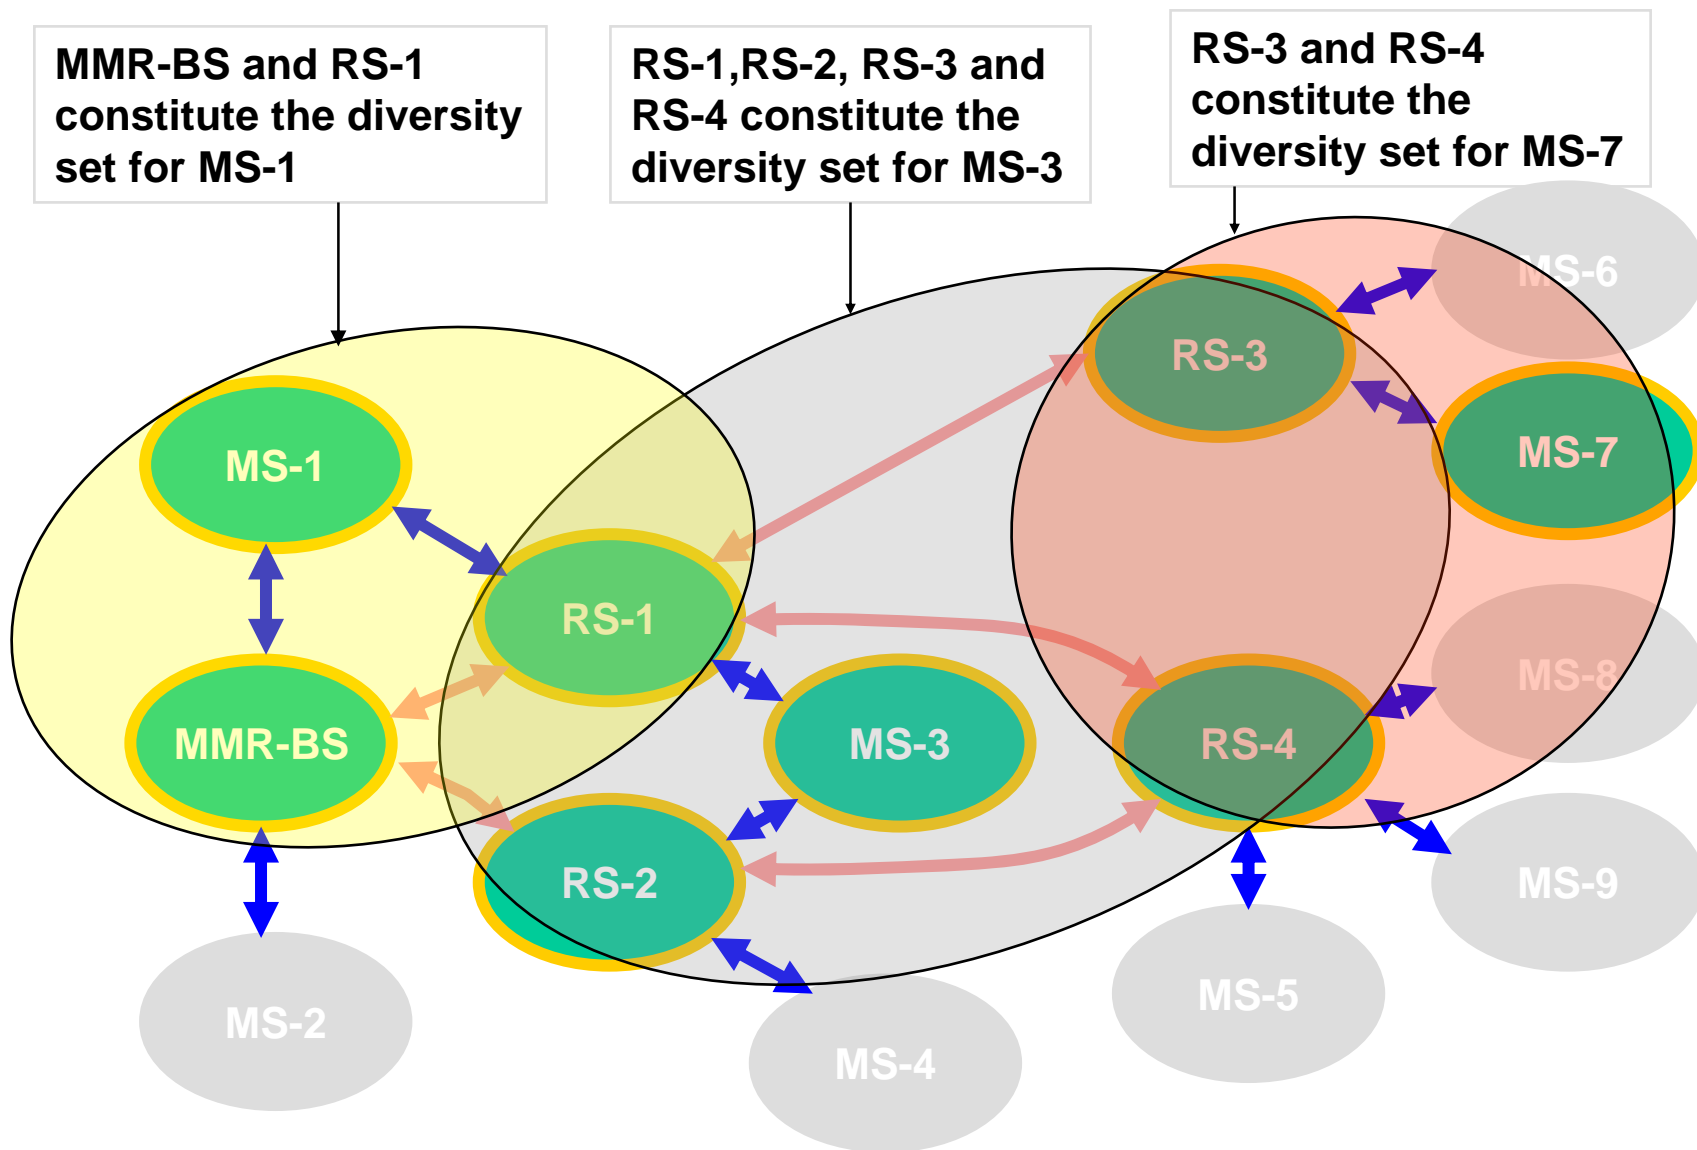 MMR-BS and RS-1
constitute the diversity
set for MS-1
RS-1,RS-2, RS-3 and
RS-4 constitute the
diversity set for MS-3
RS-3 and RS-4
constitute the
diversity set for MS-7
MS-6
RS-3
MS-7
MS-1
RS-1
MS-8
MMR-BS
MS-3
RS-4
RS-2
MS-9
MS-5
MS-2
MS-4